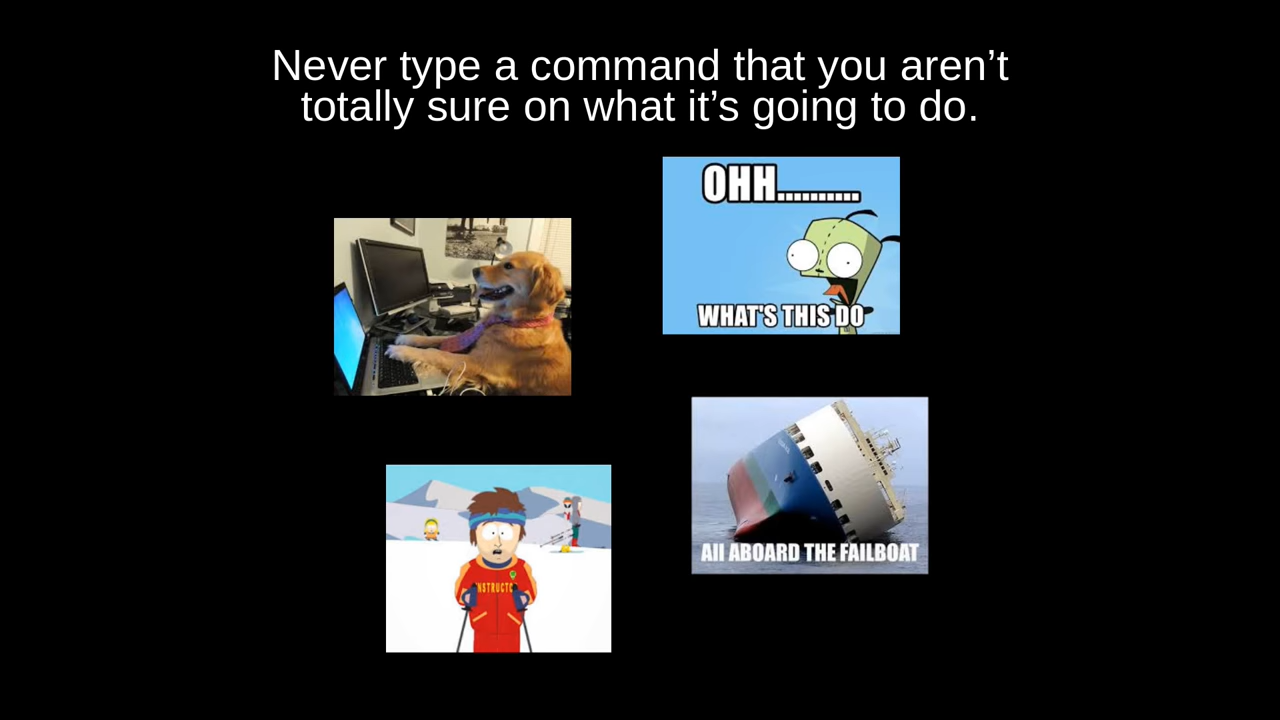 Never type a command that you aren’t
totally sure on what it’s going to do.
OHH..........
WHAT'S THIS DO
All ABOARD THE FAILBOAT
NSTRUCTO